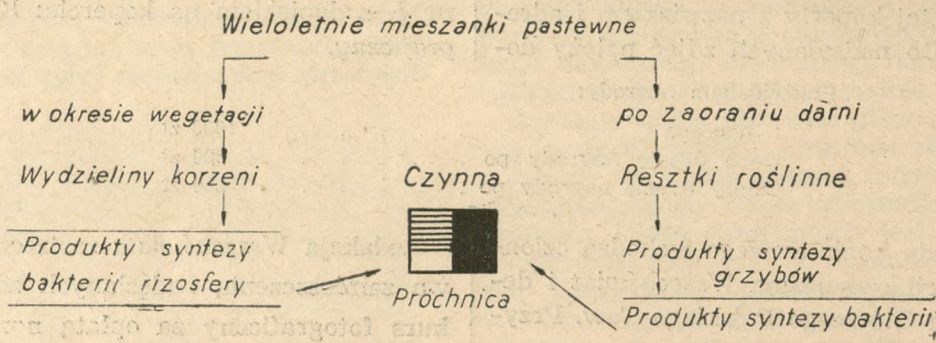 Wieloletnie mieszanki pastewne
w okresie wegetacji
po zaoraniu darni
Wydzieliny korzeni
Czynna
Resztki roślinne
Produkty syntezy
bakterii rizosfery
Produkty syntezy
grzybów
Próchnica
Produkty syntezy bakterii